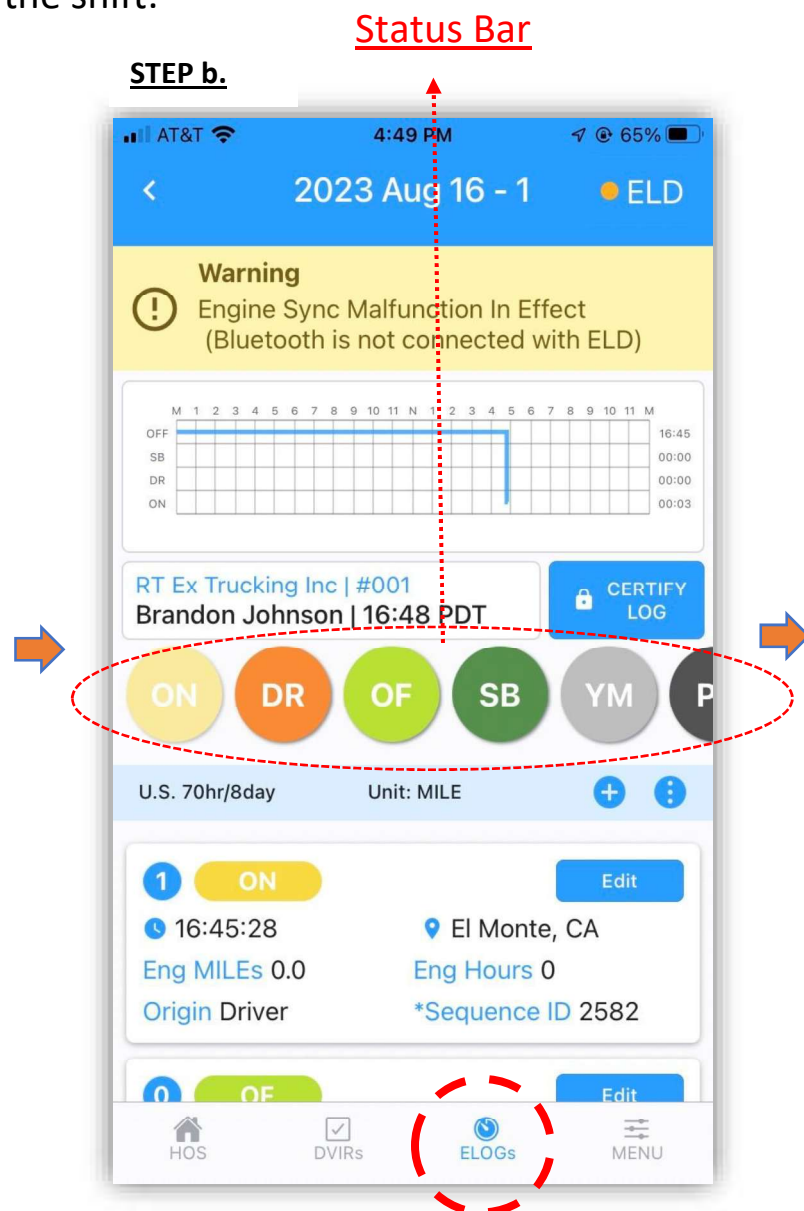 the shift.
Status Bar
STEP b.
AT&T 4:49 PM 65%
2023 Aug 16 - 1 ELD
Warning
Engine Sync Malfunction In Effect
(Bluetooth is not connected with ELD)
M 1 2 3 4 5 6 7 8 9 10 11 N 1 2 3 4 5 6 7 8 9 10 11 M
OFF 16:45
SB 00:00
DR 00:00
ON 00:03
RT Ex Trucking Inc | #001
Brandon Johnson | 16:48 PDT
CERTIFY
LOG
ON DR OF SB YM P
U.S. 70hr/8day Unit: MILE
1 ON Edit
16:45:28 El Monte, CA
Eng MILEs 0.0 Eng Hours 0
Origin Driver *Sequence ID 2582
0 OF Edit
HOS DVIRs ELOGs MENU